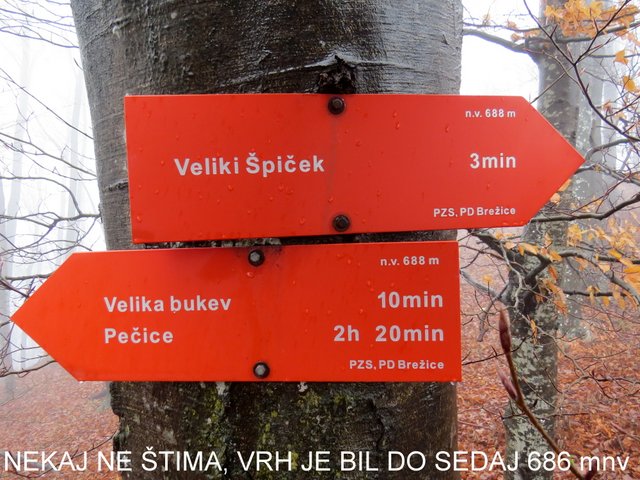 n.v. 688 m
Veliki Špiček 3min
PZS, PD Brežice
n.v. 688 m
Velika bukev 10min
Pečice 2h 20min
PZS, PD Brežice
NEKAJ NE ŠTIMA, VRH JE BIL DO SEDAJ 686 mnv